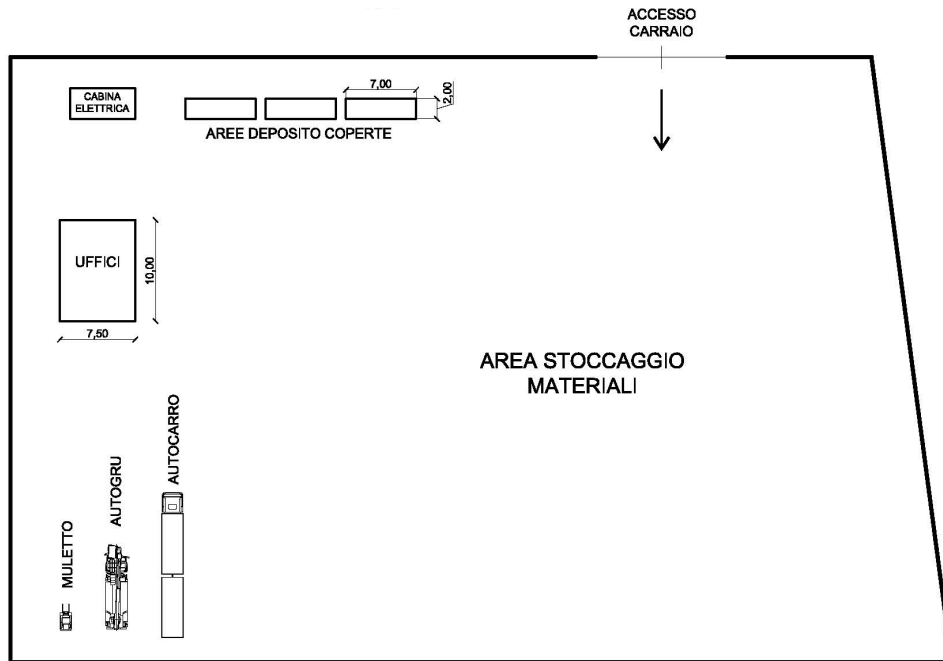 ACCESSO
CARRAIO
CABINA
ELETTRICA
7,00
2,00
AREE DEPOSITO COPERTE
UFFICI
10,00
7,50
AREA STOCCAGGIO
MATERIALI
AUTOCARRO
AUTOGRU
MULETTO